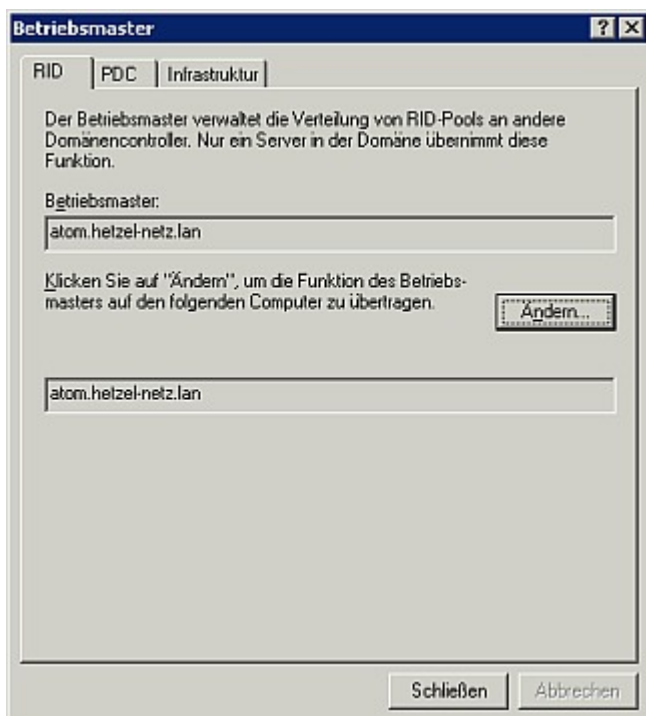 Betriebsmaster
RID
PDC
Infrastruktur
Der Betriebsmaster verwaltet die Verteilung von RID-Pools an andere
Domänencontroller. Nur ein Server in der Domäne übernimmt diese
Funktion.
Betriebsmaster:
atom.hetzel-netz.lan
Klicken Sie auf "Ändern", um die Funktion des Betriebs-
masters auf den folgenden Computer zu übertragen.
Ändern...
atom.hetzel-netz.lan
Schließen
Abbrechen